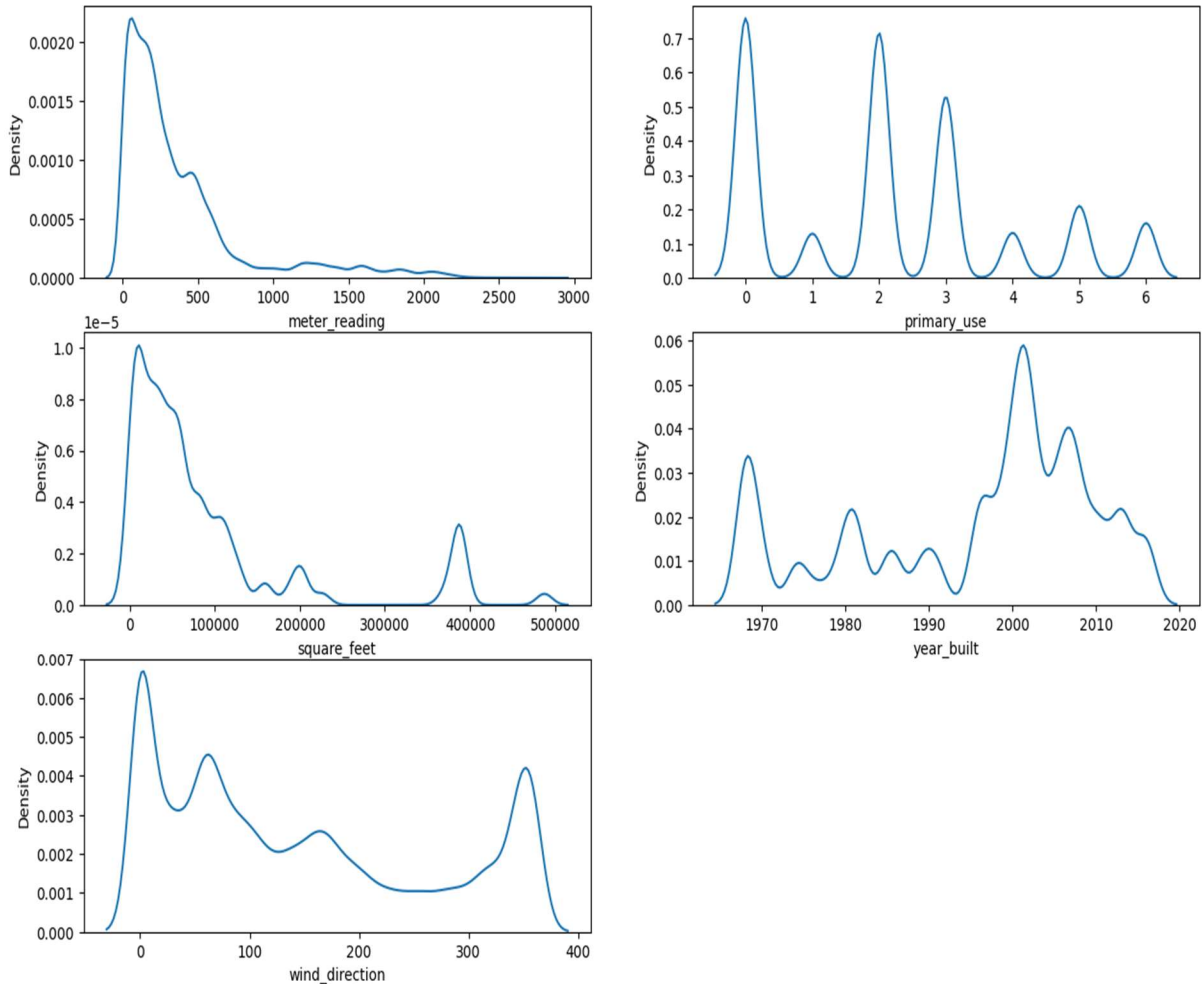 Density
0.0020
0.0015
0.0010
0.0005
0.0000
0 500 1000 1500 2000 2500 3000
meter_reading
Density
0.7
0.6
0.5
0.4
0.3
0.2
0.1
0.0
0 1 2 3 4 5 6
primary_use
1e−5
Density
1.0
0.8
0.6
0.4
0.2
0.0
0 100000 200000 300000 400000 500000
square_feet
Density
0.06
0.05
0.04
0.03
0.02
0.01
0.00
1970 1980 1990 2000 2010 2020
year_built
Density
0.007
0.006
0.005
0.004
0.003
0.002
0.001
0.000
0 100 200 300 400
wind_direction